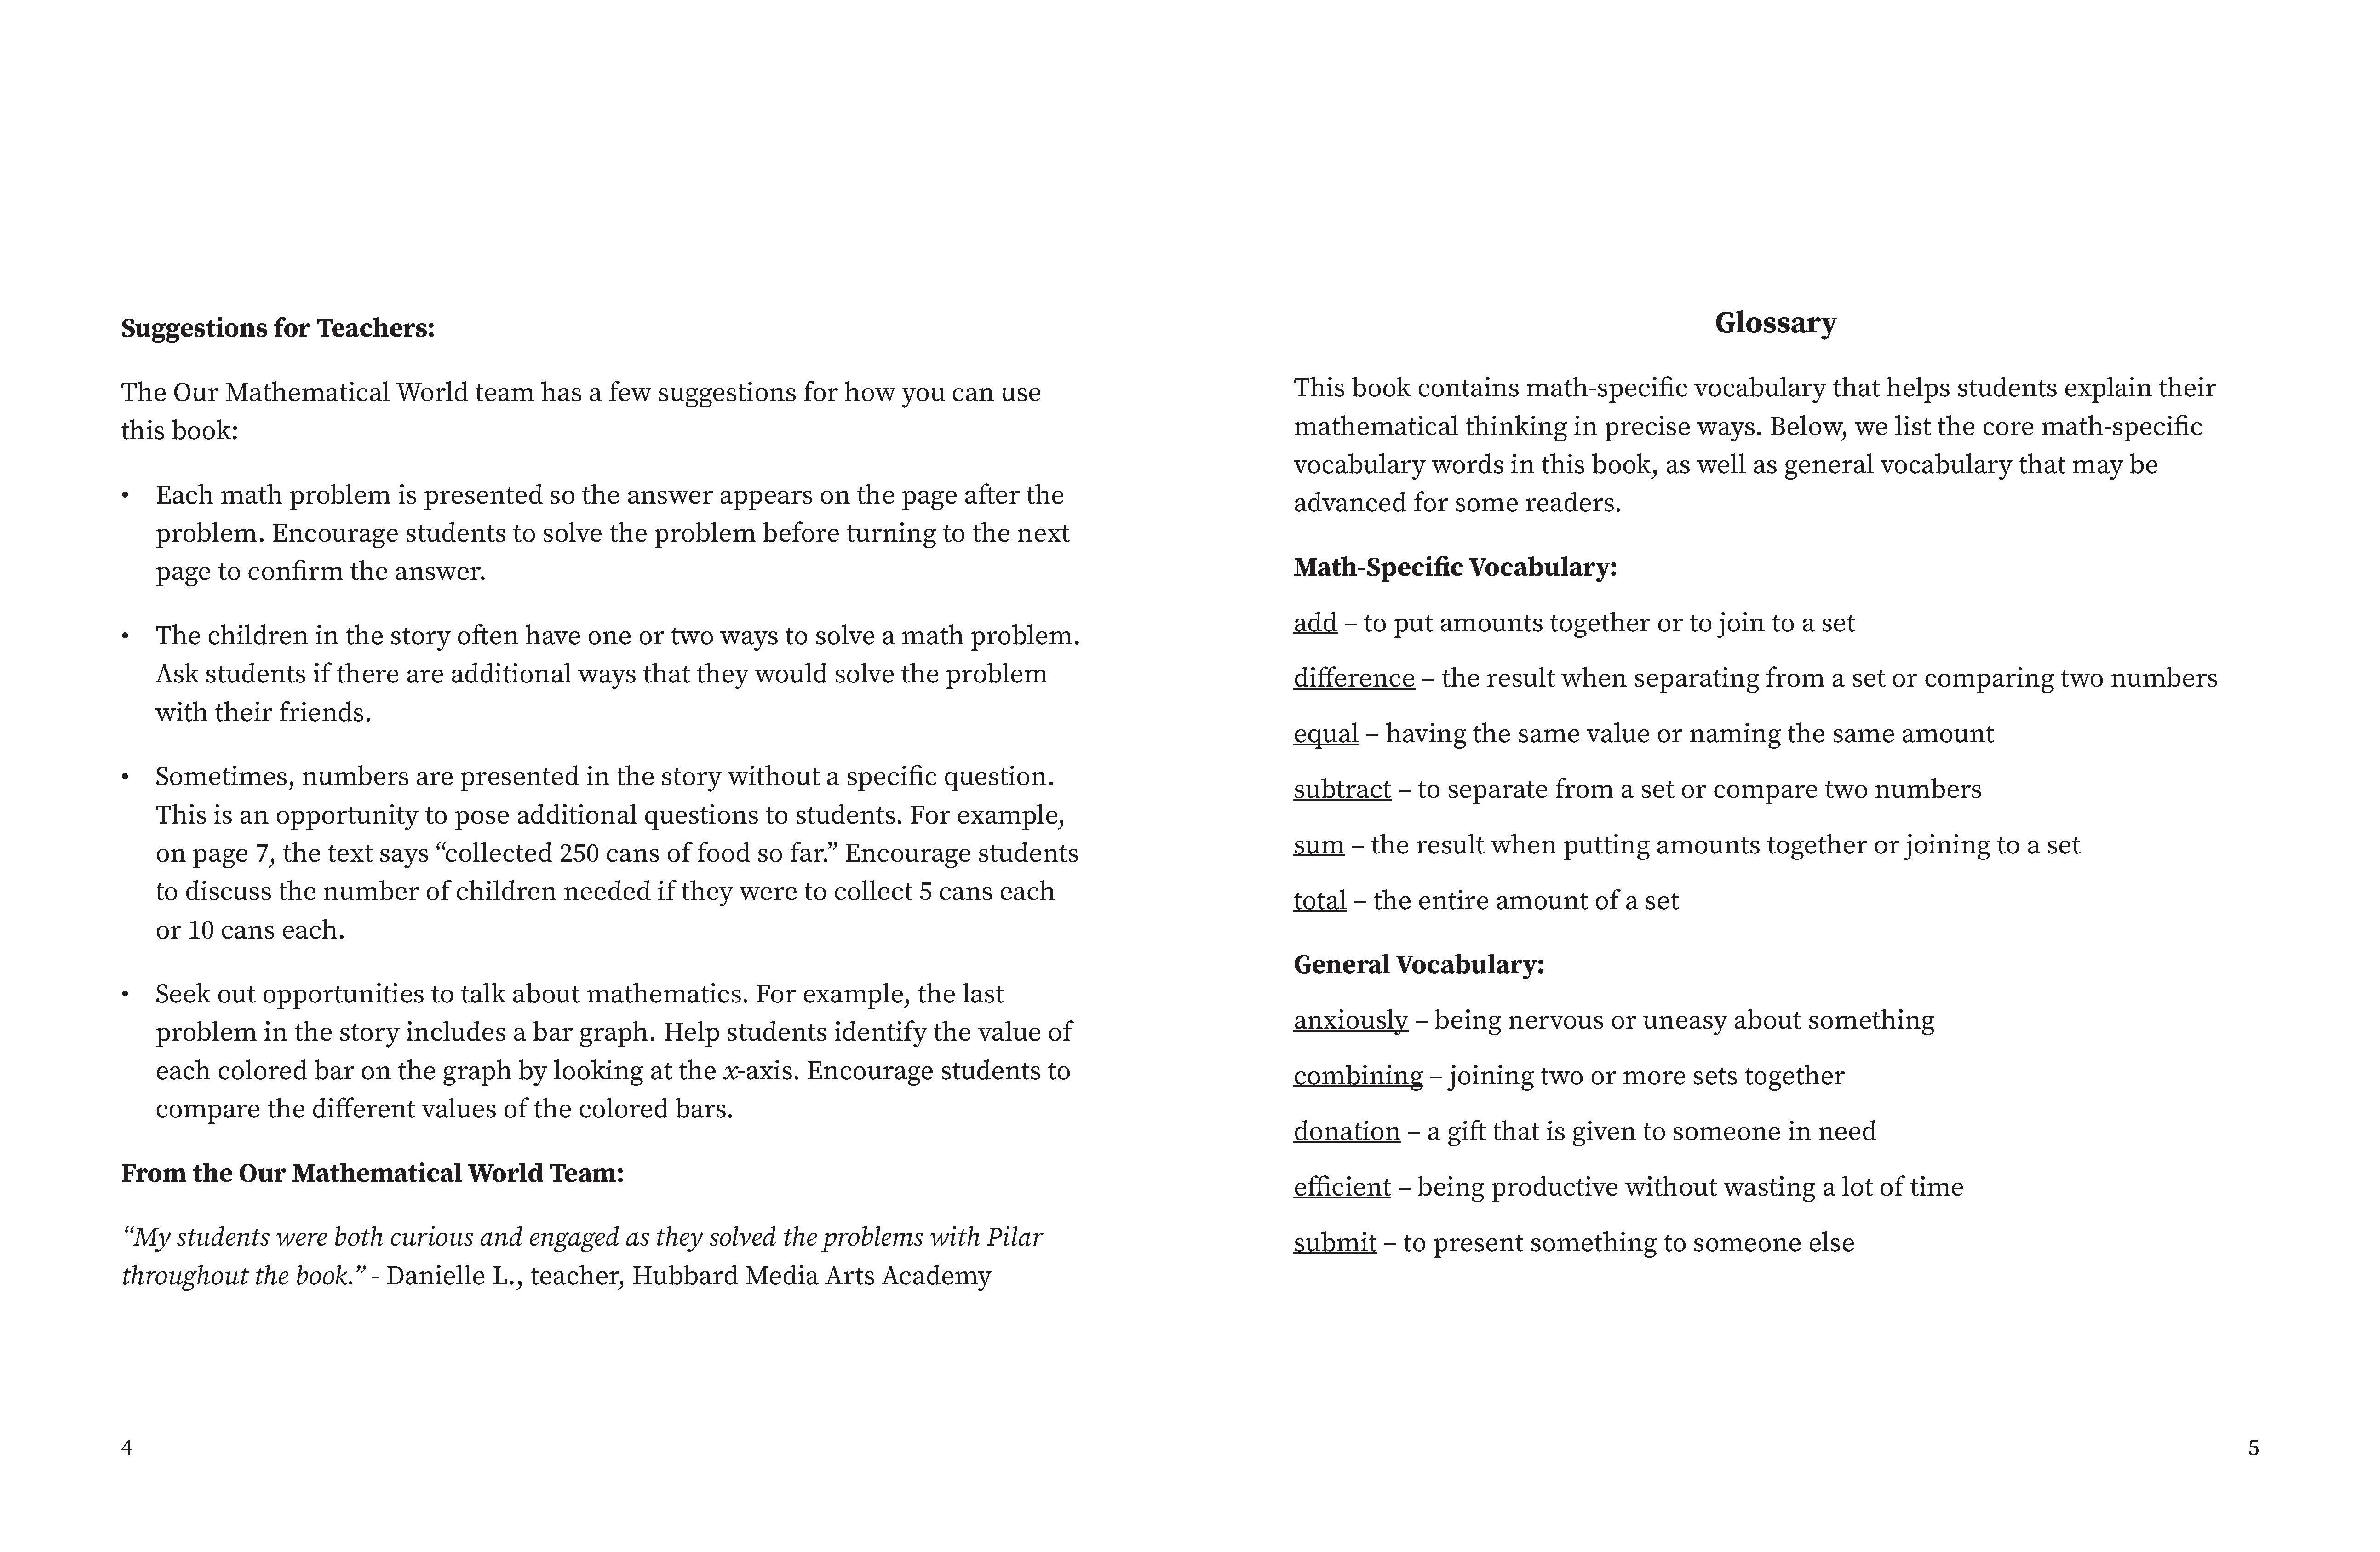 Suggestions for Teachers:
The Our Mathematical World team has a few suggestions for how you can use
this book:
• Each math problem is presented so the answer appears on the page after the
problem. Encourage students to solve the problem before turning to the next
page to confirm the answer.
• The children in the story often have one or two ways to solve a math problem.
Ask students if there are additional ways that they would solve the problem
with their friends.
• Sometimes, numbers are presented in the story without a specific question.
This is an opportunity to pose additional questions to students. For example,
on page 7, the text says “collected 250 cans of food so far.” Encourage students
to discuss the number of children needed if they were to collect 5 cans each
or 10 cans each.
• Seek out opportunities to talk about mathematics. For example, the last
problem in the story includes a bar graph. Help students identify the value of
each colored bar on the graph by looking at the x-axis. Encourage students to
compare the different values of the colored bars.
From the Our Mathematical World Team:
“My students were both curious and engaged as they solved the problems with Pilar
throughout the book.” - Danielle L., teacher, Hubbard Media Arts Academy
4
Glossary
This book contains math-specific vocabulary that helps students explain their
mathematical thinking in precise ways. Below, we list the core math-specific
vocabulary words in this book, as well as general vocabulary that may be
advanced for some readers.
Math-Specific Vocabulary:
add – to put amounts together or to join to a set
difference – the result when separating from a set or comparing two numbers
equal – having the same value or naming the same amount
subtract – to separate from a set or compare two numbers
sum – the result when putting amounts together or joining to a set
total – the entire amount of a set
General Vocabulary:
anxiously – being nervous or uneasy about something
combining – joining two or more sets together
donation – a gift that is given to someone in need
efficient – being productive without wasting a lot of time
submit – to present something to someone else
5